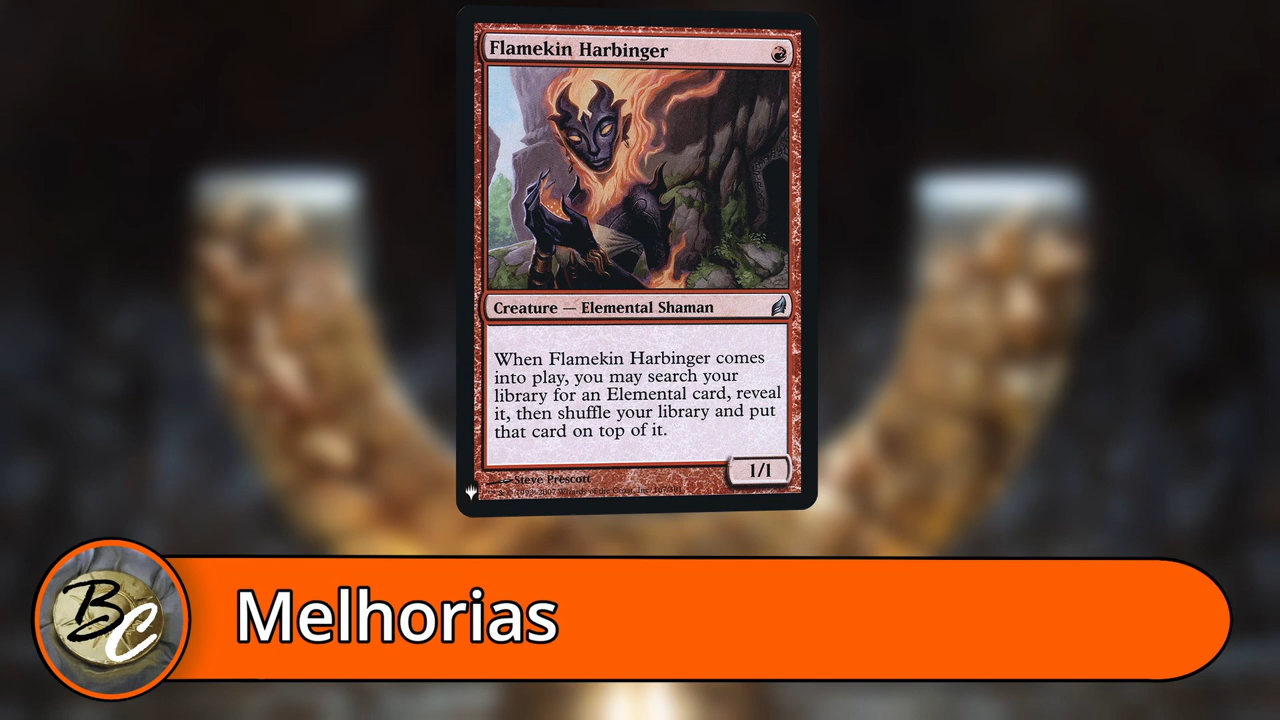 Flamekin Harbinger
Creature — Elemental Shaman
When Flamekin Harbinger comes
into play, you may search your
library for an Elemental card, reveal
it, then shuffle your library and put
that card on top of it.
1/1
Steve Prescott
BC
Melhorias